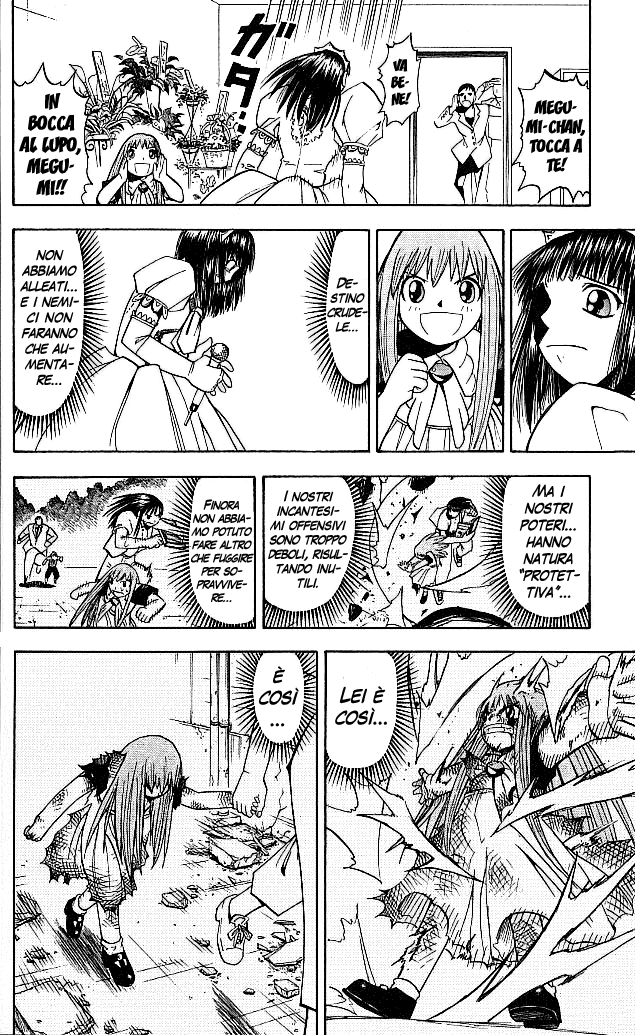 MEGU-
MI-CHAN,
TOCCA A
TE!
VA
BE-
NE!
ガタ…
IN
BOCCA
AL LUPO,
MEGU-
MI!!
DE-
STINO
CRUDE-
LE...
NON
ABBIAMO
ALLEATI...
E I NEMI-
CI NON
FARANNO
CHE AU-
MENTA-
RE...
MA I
NOSTRI
POTERI...
HANNO
NATURA
"PROTET-
TIVA"...
I NOSTRI
INCANTESI-
MI OFFENSIVI
SONO TROPPO
DEBOLI, RISUL-
TANDO INU-
TILI.
FINORA
NON ABBIA-
MO POTUTO
FARE ALTRO
CHE FUGGIRE
PER SO-
PRAVVIVE-
RE...
LEI È
COSÌ...
È
COSÌ
...